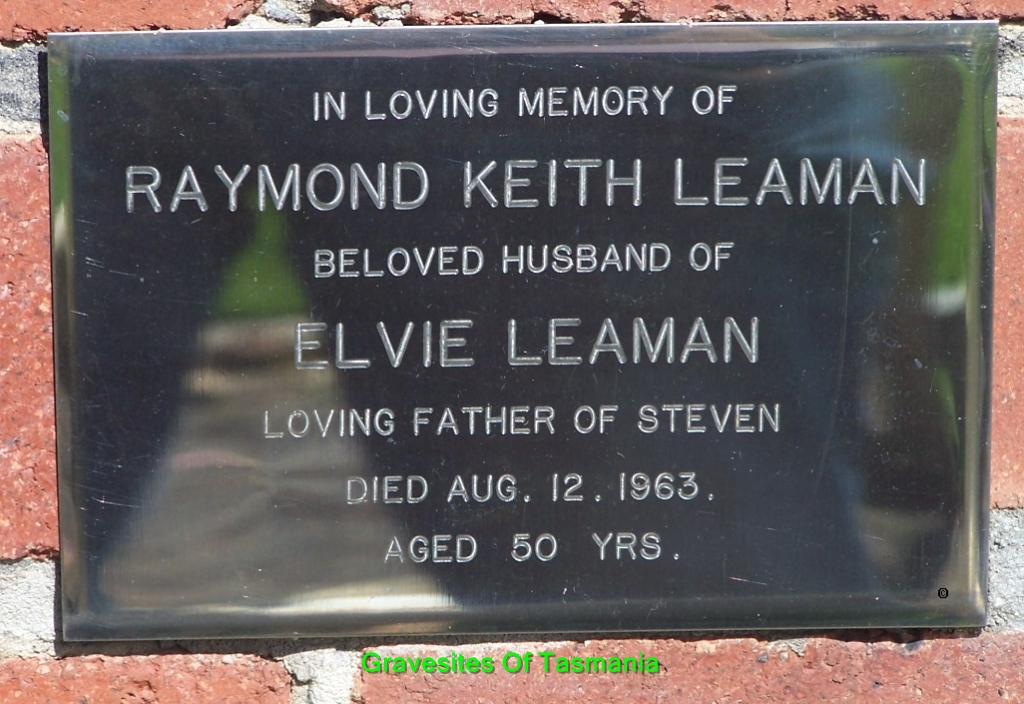 IN LOVING MEMORY OF
RAYMOND KEITH LEAMAN
BELOVED HUSBAND OF
ELVIE LEAMAN
LOVING FATHER OF STEVEN
DIED AUG. 12. 1963.
AGED 50 YRS.
©
Gravesites Of Tasmania